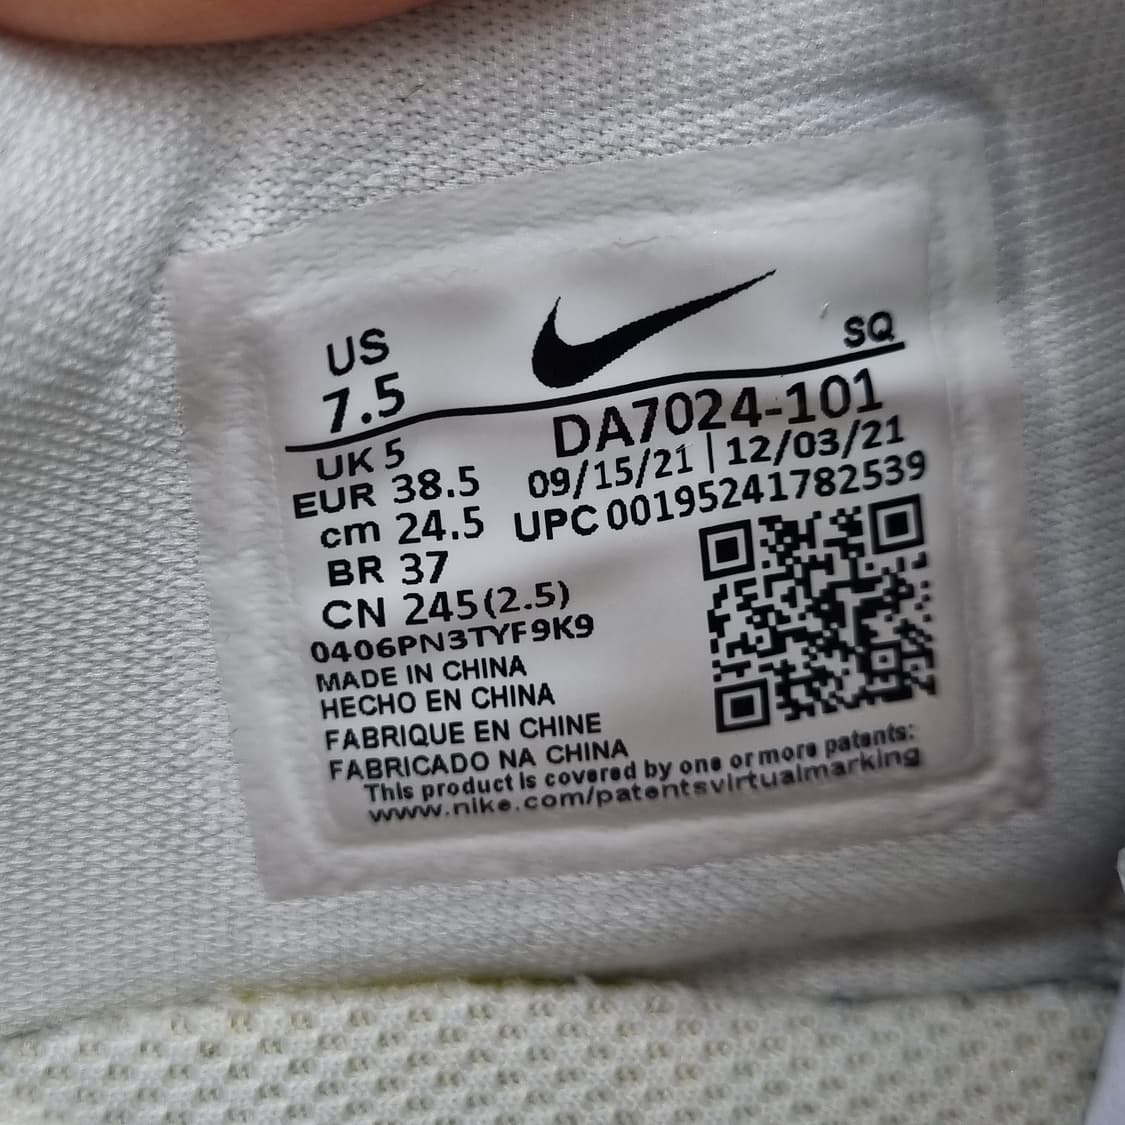 US
7.5
SQ
UK 5
EUR 38.5
cm 24.5
BR 37
CN 245(2.5)
DA7024-101
09/15/21 | 12/03/21
UPC 00195241782539
0406PN3TYF9K9
MADE IN CHINA
HECHO EN CHINA
FABRIQUE EN CHINE
FABRICADO NA CHINA
This product is covered by one or more patents:
www.nike.com/patentsvirtualmarking